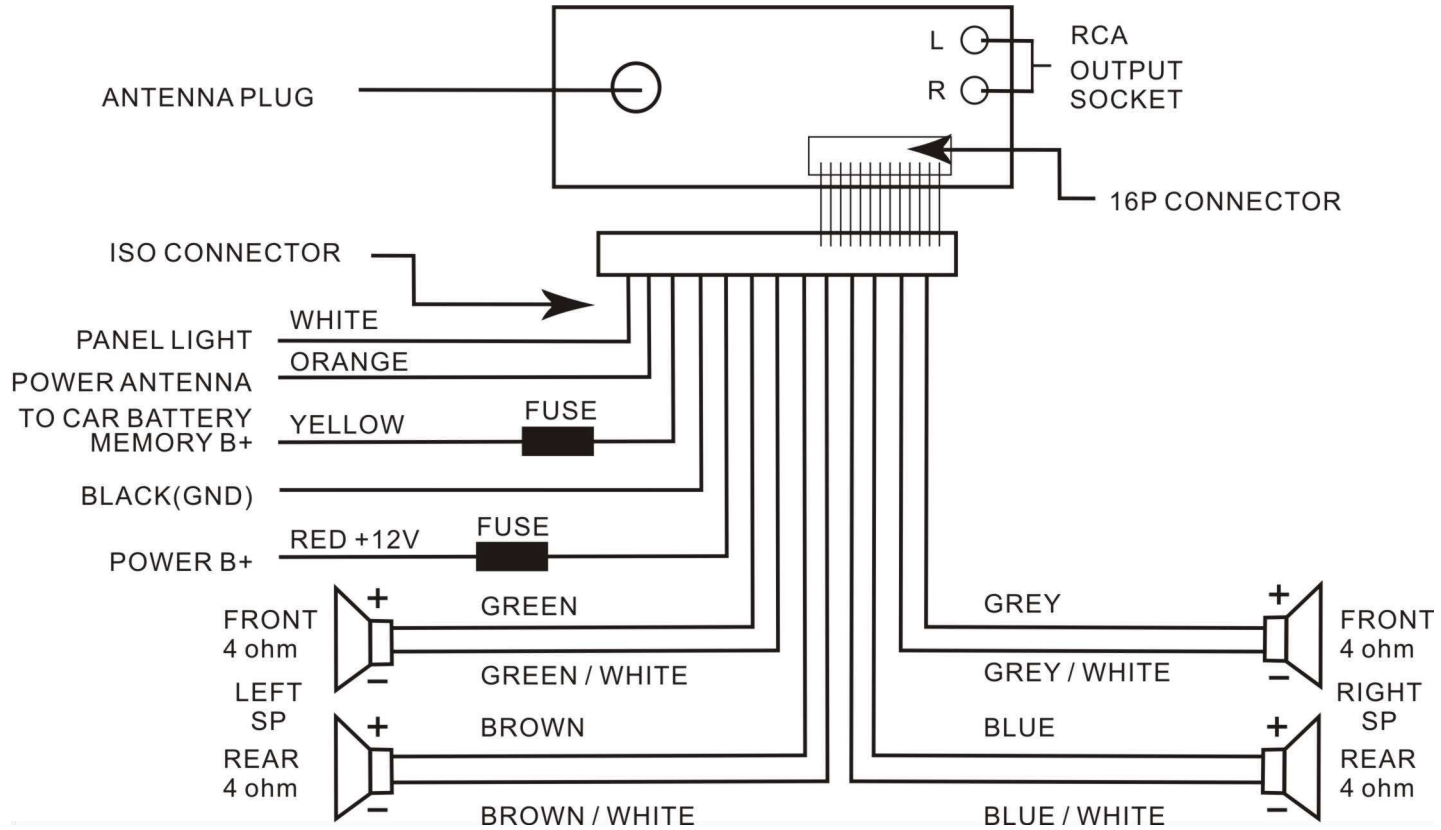 L
RCA
OUTPUT
SOCKET
R
ANTENNA PLUG
16P CONNECTOR
ISO CONNECTOR
WHITE
PANEL LIGHT
ORANGE
POWER ANTENNA
TO CAR BATTERY
MEMORY B+
YELLOW
FUSE
BLACK(GND)
RED +12V
FUSE
POWER B+
FRONT
4 ohm
+
−
GREEN
GREEN / WHITE
LEFT
SP
REAR
4 ohm
+
−
BROWN
BROWN / WHITE
GREY
GREY / WHITE
+
−
FRONT
4 ohm
RIGHT
SP
BLUE
BLUE / WHITE
+
−
REAR
4 ohm